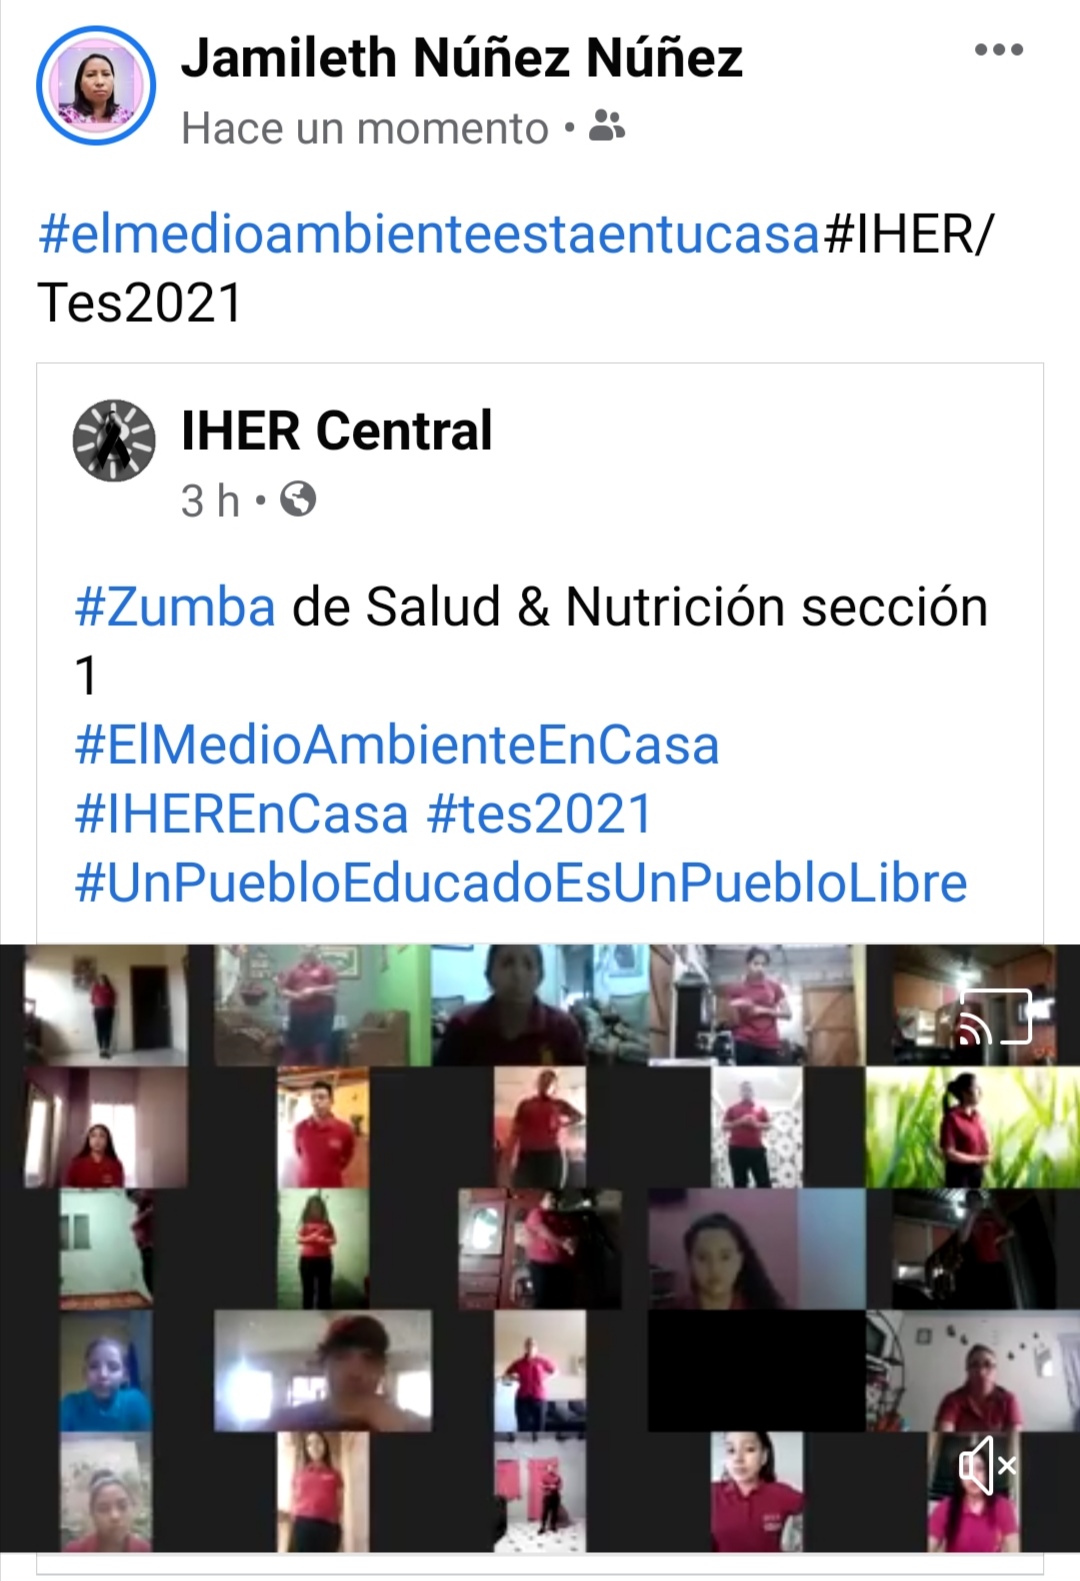 Jamileth Núñez Núñez
Hace un momento •
#elmedioambienteestaentucasa#IHER/
Tes2021
IHER Central
3 h •
#Zumba de Salud & Nutrición sección
1
#ElMedioAmbienteEnCasa
#IHEREnCasa #tes2021
#UnPuebloEducadoEsUnPuebloLibre